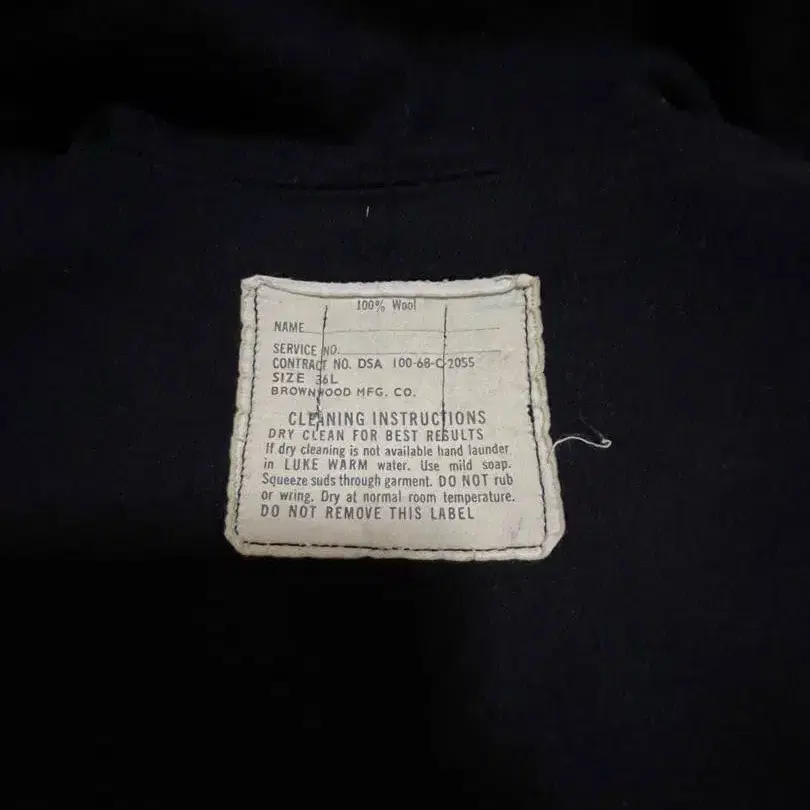 100% Wool
NAME
SERVICE NO.
CONTRACT NO. DSA 100-68-C-2055
SIZE 36L
BROWNWOOD MFG. CO.
CLEANING INSTRUCTIONS
DRY CLEAN FOR BEST RESULTS
If dry cleaning is not available hand launder
in LUKE WARM water. Use mild soap.
Squeeze suds through garment. DO NOT rub
or wring. Dry at normal room temperature.
DO NOT REMOVE THIS LABEL